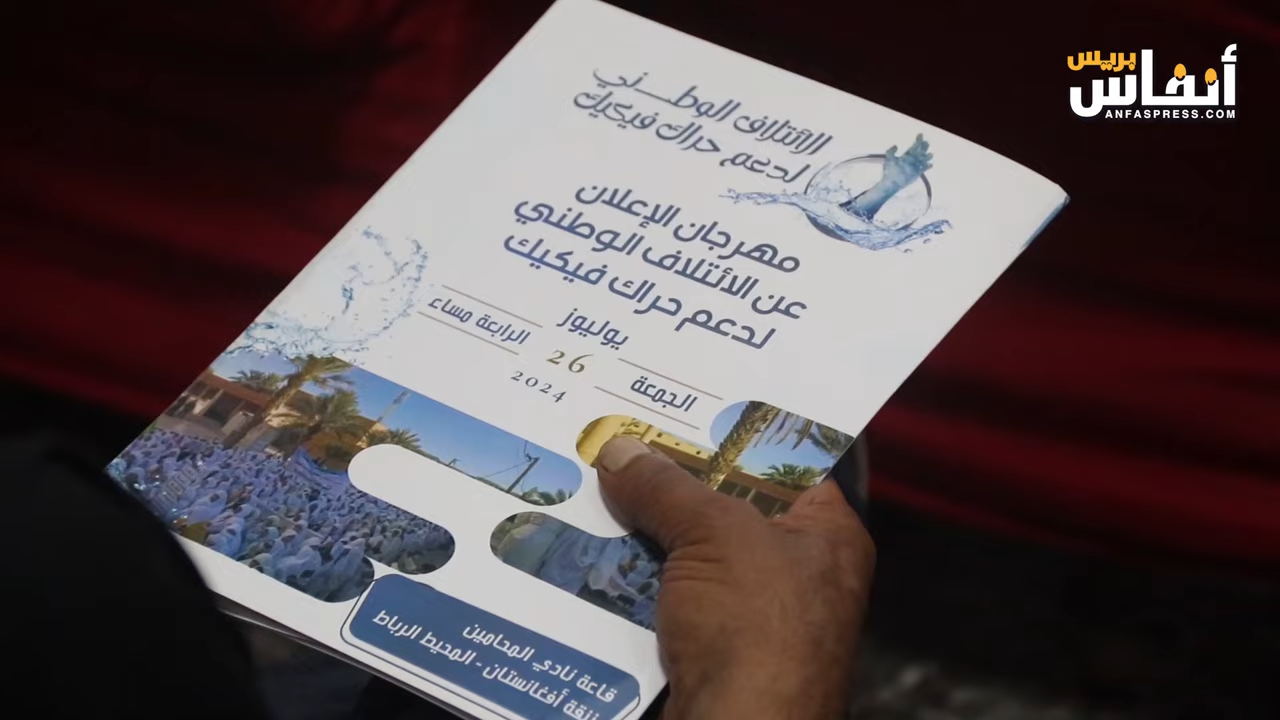 أنفاس بريس
ANFASPRESS.COM
الائتلاف الوطـــني
لدعم حراك فيكيك
مهرجان الإعلان
عن الائتلاف الوطني
لدعم حراك فيكيك
الجمعة
يوليوز
26
2024
الرابعة مساء
قاعة نادي المحامين
زنقة أفغانستان - المحيط الرباط